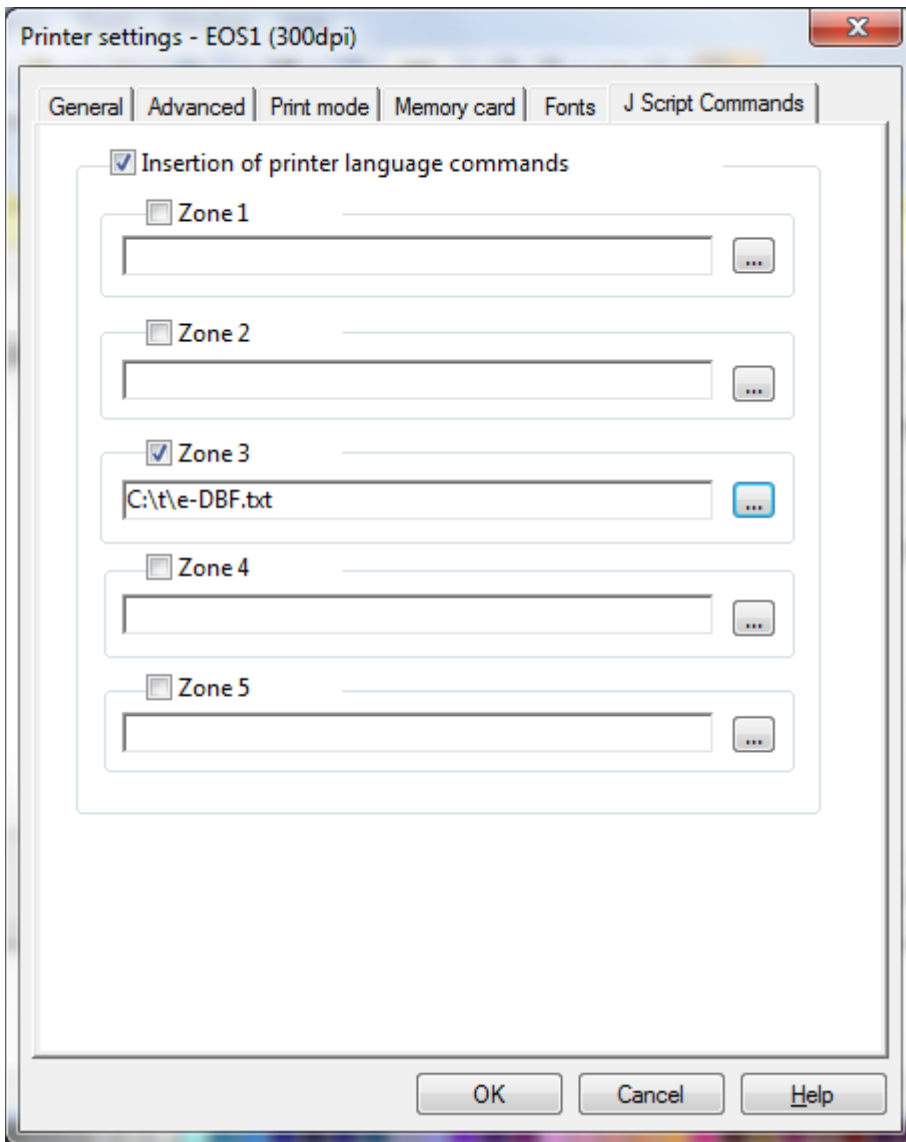 Printer settings - EOS1 (300dpi)
General Advanced Print mode Memory card Fonts J Script Commands
Insertion of printer language commands
Zone 1
...
Zone 2
...
Zone 3
C:\t\e-DBF.txt
...
Zone 4
...
Zone 5
...
OK Cancel Help